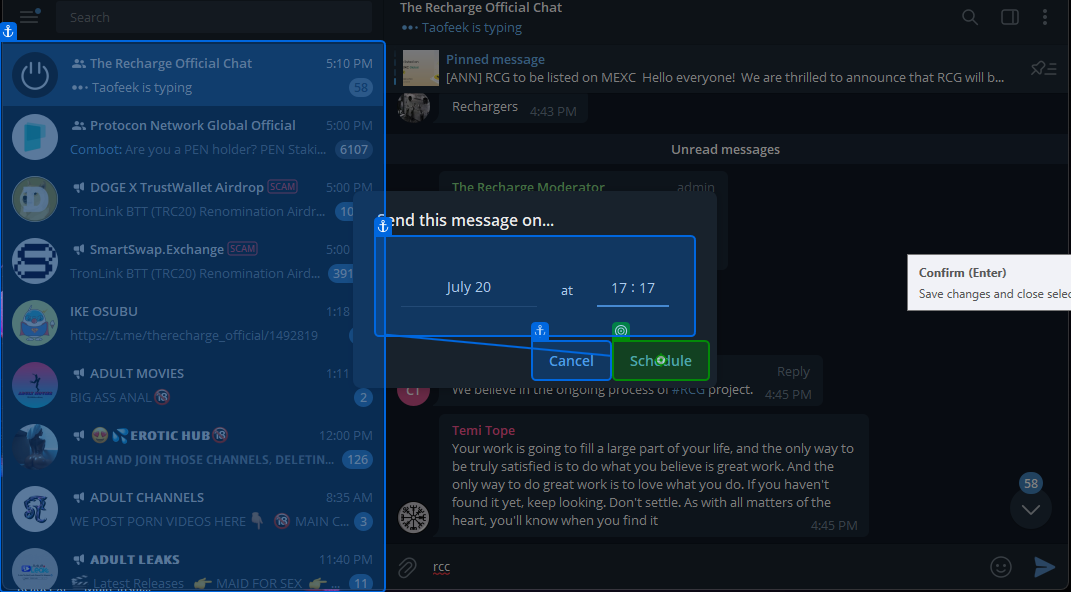 Search
The Recharge Official Chat
Taofeek is typing
The Recharge Official Chat 5:10 PM
Taofeek is typing 58
Protocon Network Global Official 5:00 PM
Combot: Are you a PEN holder? PEN Staki... 6107
DOGE X TrustWallet Airdrop SCAM 5:00 PM
TronLink BTT (TRC20) Renomination Airdr...
SmartSwap.Exchange SCAM 5:00
TronLink BTT (TRC20) Renomination Aird... 391
IKE OSUBU 1:18
https://t.me/therecharge_official/1492819
ADULT MOVIES 1:11
BIG ASS ANAL🔞 2
😍💦EROTIC HUB🔞 12:00 PM
RUSH AND JOIN THOSE CHANNELS, DELETIN... 126
ADULT CHANNELS 8:35 AM
WE POST PORN VIDEOS HERE 👇 🔞 MAIN C... 3
ADULT LEAKS 11:40 PM
Latest Releases 👉 MAID FOR SEX 👉 ... 11
Pinned message
[ANN] RCG to be listed on MEXC Hello everyone! We are thrilled to announce that RCG will b...
Rechargers 4:43 PM
Unread messages
The Recharge Moderator admin
end this message on...
July 20 at 17 : 17
Cancel Schedule
Confirm (Enter)
Save changes and close selec
Reply
CT
We believe in the ongoing process of #RCG project. 4:45 PM
Temi Tope
Your work is going to fill a large part of your life, and the only way to
be truly satisfied is to do what you believe is great work. And the
only way to do great work is to love what you do. If you haven't
found it yet, keep looking. Don't settle. As with all matters of the
heart, you'll know when you find it 4:45 PM
58
rcc